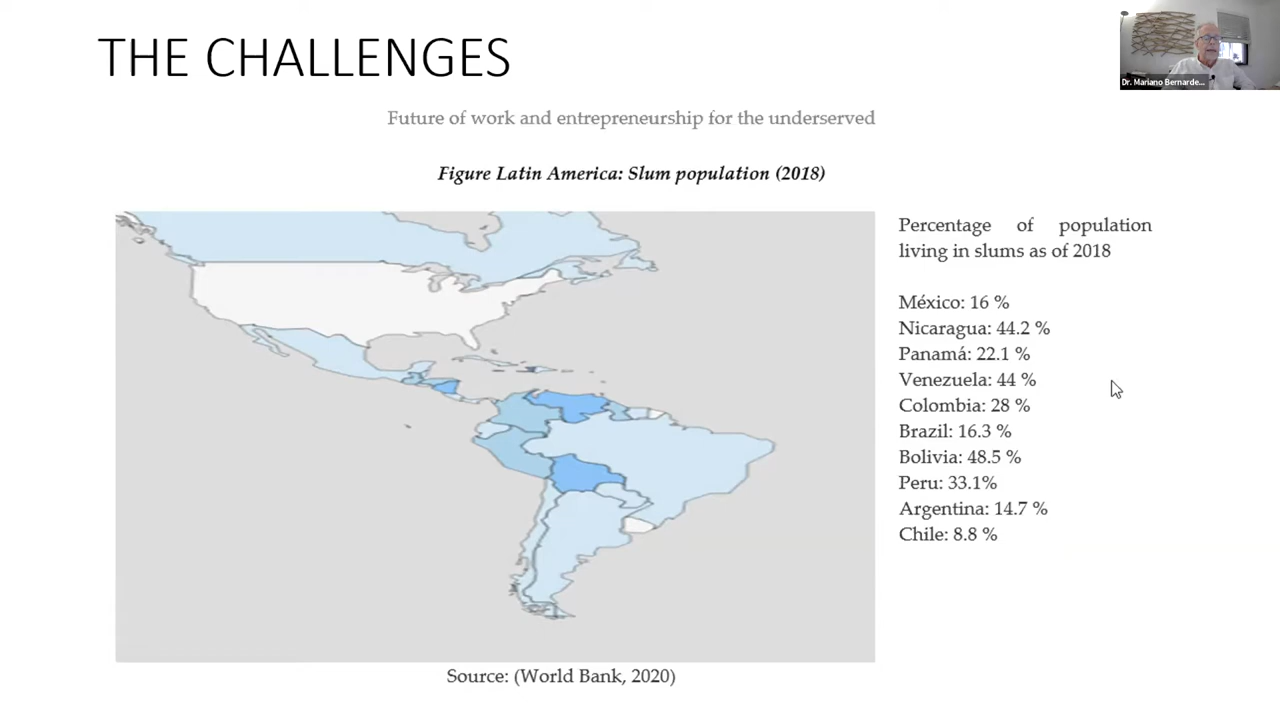 THE CHALLENGES
Dr. Mariano Bernarde...
Future of work and entrepreneurship for the underserved
Figure Latin America: Slum population (2018)
Percentage of population
living in slums as of 2018
México: 16 %
Nicaragua: 44.2 %
Panamá: 22.1 %
Venezuela: 44 %
Colombia: 28 %
Brazil: 16.3 %
Bolivia: 48.5 %
Peru: 33.1%
Argentina: 14.7 %
Chile: 8.8 %
Source: (World Bank, 2020)